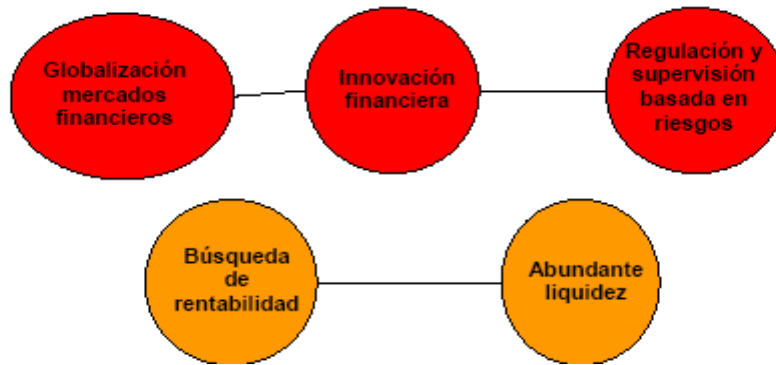 Globalización
mercados
financieros
Innovación
financiera
Regulación y
supervisión
basada en
riesgos
Búsqueda
de
rentabilidad
Abundante
liquidez